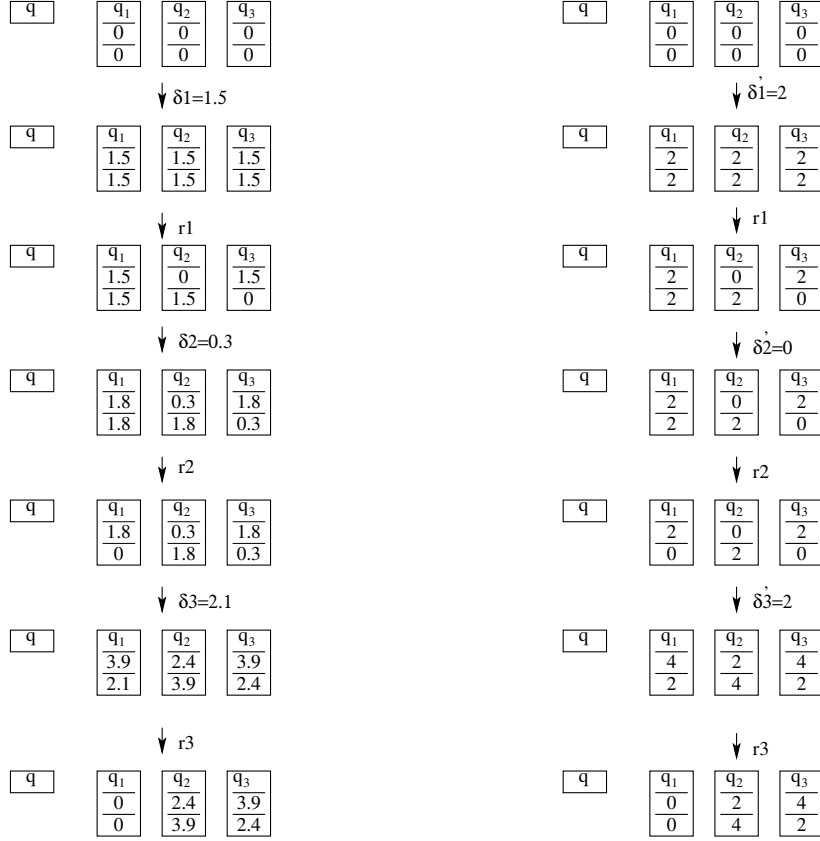 q q₁ q₂ q₃ q q₁ q₂ q₃
0 0 0 0 0 0
0 0 0 0 0 0
δ1=1.5 δ'1=2
q q₁ q₂ q₃ q q₁ q₂ q₃
1.5 1.5 1.5 2 2 2
1.5 1.5 1.5 2 2 2
r1 r1
q q₁ q₂ q₃ q q₁ q₂ q₃
1.5 0 1.5 2 0 2
1.5 1.5 0 2 2 0
δ2=0.3 δ'2=0
q q₁ q₂ q₃ q q₁ q₂ q₃
1.8 0.3 1.8 2 0 2
1.8 1.8 0.3 2 2 0
r2 r2
q q₁ q₂ q₃ q q₁ q₂ q₃
1.8 0.3 1.8 2 0 2
0 1.8 0.3 0 2 0
δ3=2.1 δ'3=2
q q₁ q₂ q₃ q q₁ q₂ q₃
3.9 2.4 3.9 4 2 4
2.1 3.9 2.4 2 4 2
r3 r3
q q₁ q₂ q₃ q q₁ q₂ q₃
0 2.4 3.9 0 2 4
0 3.9 2.4 0 4 2